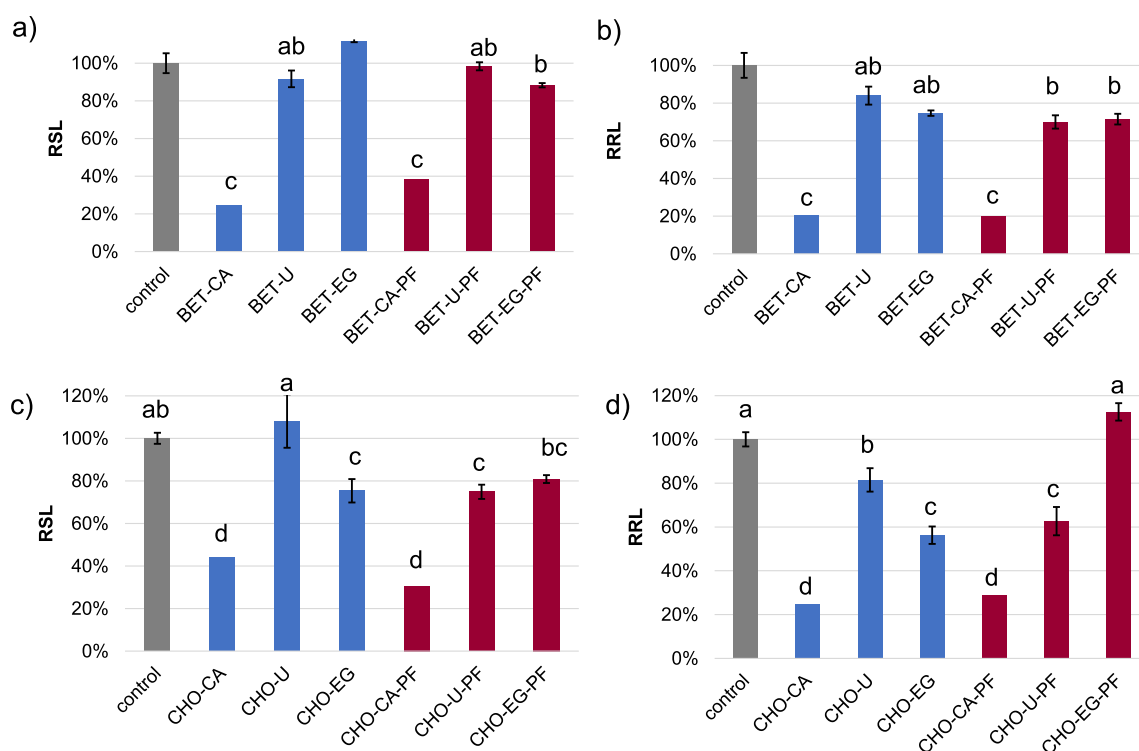 a)
ab
ab
b
c
c
RSL
100%
80%
60%
40%
20%
0%
control
BET-CA
BET-U
BET-EG
BET-CA-PF
BET-U-PF
BET-EG-PF
b)
ab
ab
b
b
c
c
RRL
100%
80%
60%
40%
20%
0%
control
BET-CA
BET-U
BET-EG
BET-CA-PF
BET-U-PF
BET-EG-PF
c)
ab
a
c
c
bc
d
d
RSL
120%
100%
80%
60%
40%
20%
0%
control
CHO-CA
CHO-U
CHO-EG
CHO-CA-PF
CHO-U-PF
CHO-EG-PF
d)
a
a
b
c
c
d
d
RRL
120%
100%
80%
60%
40%
20%
0%
control
CHO-CA
CHO-U
CHO-EG
CHO-CA-PF
CHO-U-PF
CHO-EG-PF